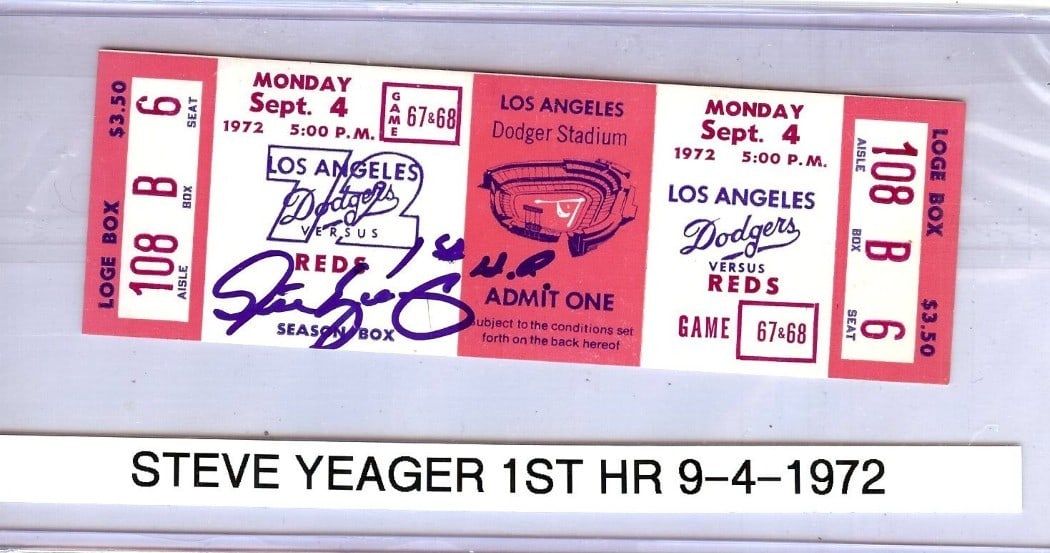 $3.50
LOGE BOX
6
SEAT
B
BOX
108
AISLE
MONDAY
Sept. 4
1972 5:00 P.M.
GAME 67&68
72
LOS ANGELES
Dodgers
VERSUS
REDS
1st H.R
Steve Yeager
SEASON BOX
LOS ANGELES
Dodger Stadium
ADMIT ONE
subject to the conditions set
forth on the back hereof
MONDAY
Sept. 4
1972 5:00 P.M.
LOS ANGELES
Dodgers
VERSUS
REDS
GAME 67&68
AISLE
108
BOX
B
SEAT
6
LOGE BOX
$3.50
STEVE YEAGER 1ST HR 9-4-1972